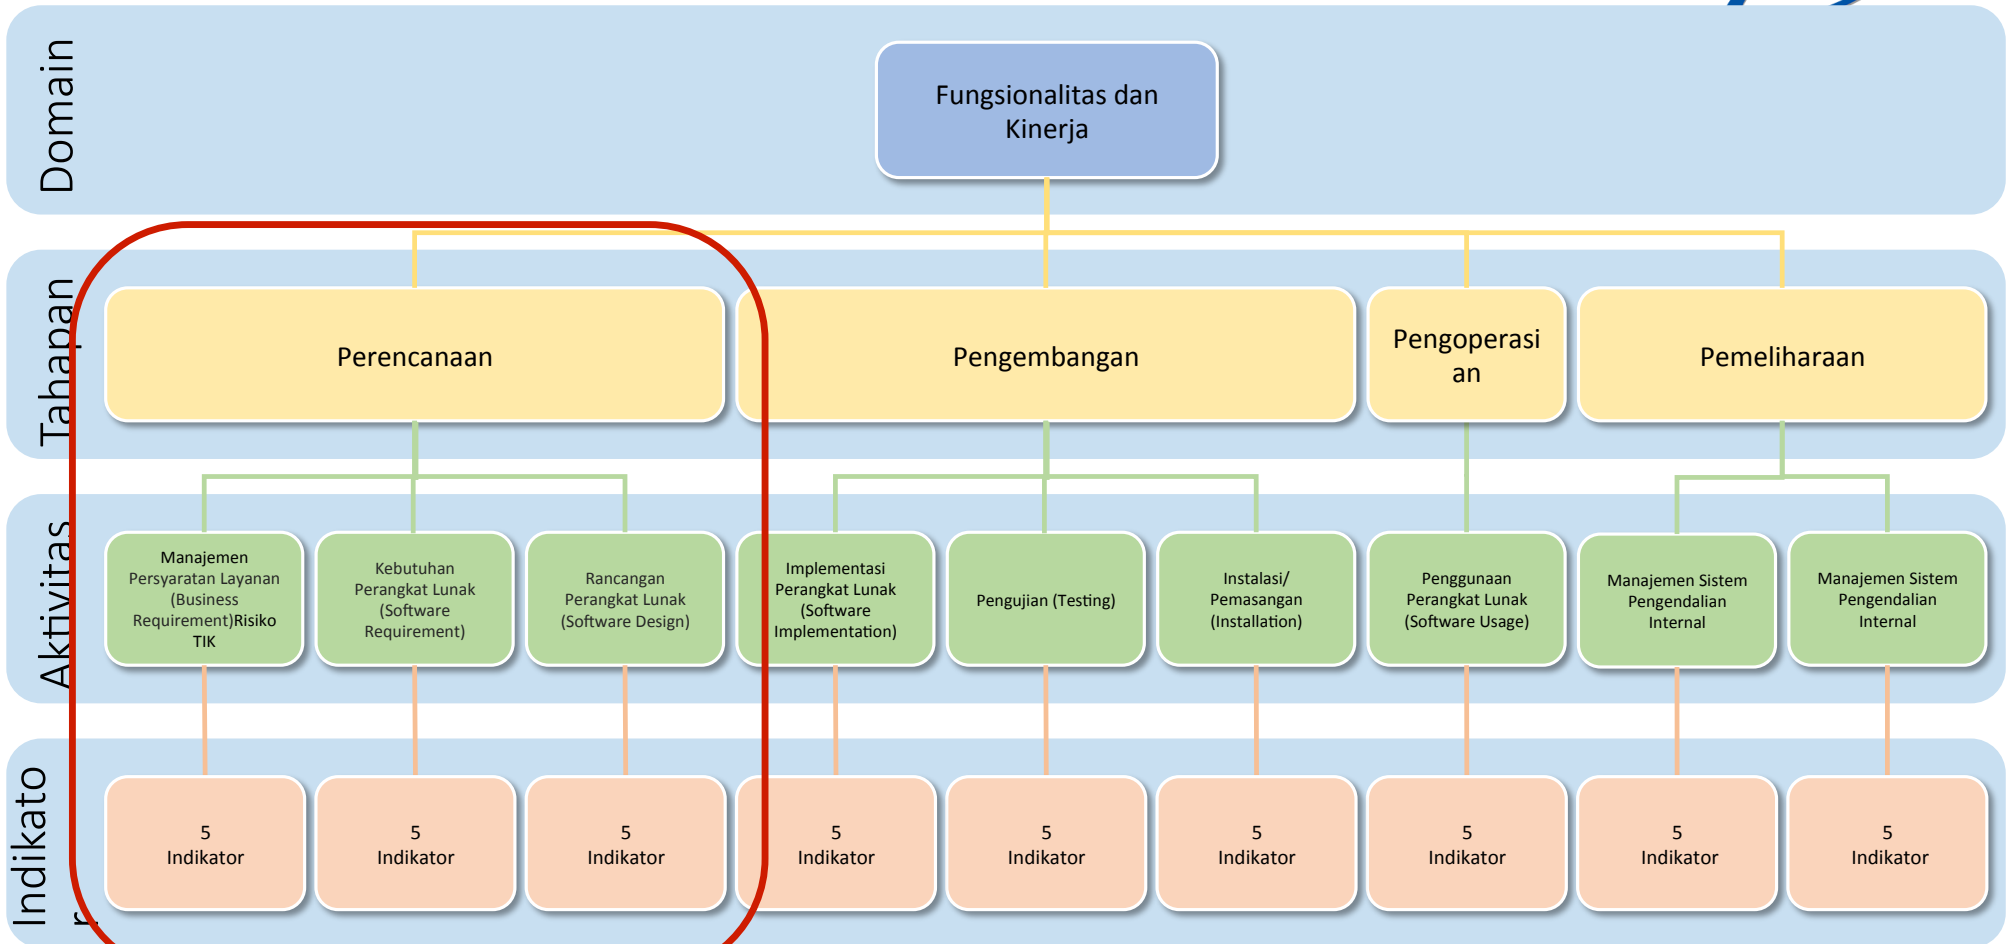 Domain
Fungsionalitas dan
Kinerja
Tahapan
Perencanaan
Pengembangan
Pengoperasi
an
Pemeliharaan
Aktivitas
Manajemen
Persyaratan Layanan
(Business
Requirement)Risiko
TIK
Kebutuhan
Perangkat Lunak
(Software
Requirement)
Rancangan
Perangkat Lunak
(Software Design)
Implementasi
Perangkat Lunak
(Software
Implementation)
Pengujian (Testing)
Instalasi/
Pemasangan
(Installation)
Penggunaan
Perangkat Lunak
(Software Usage)
Manajemen Sistem
Pengendalian
Internal
Manajemen Sistem
Pengendalian
Internal
Indikato
r
5
Indikator
5
Indikator
5
Indikator
5
Indikator
5
Indikator
5
Indikator
5
Indikator
5
Indikator
5
Indikator